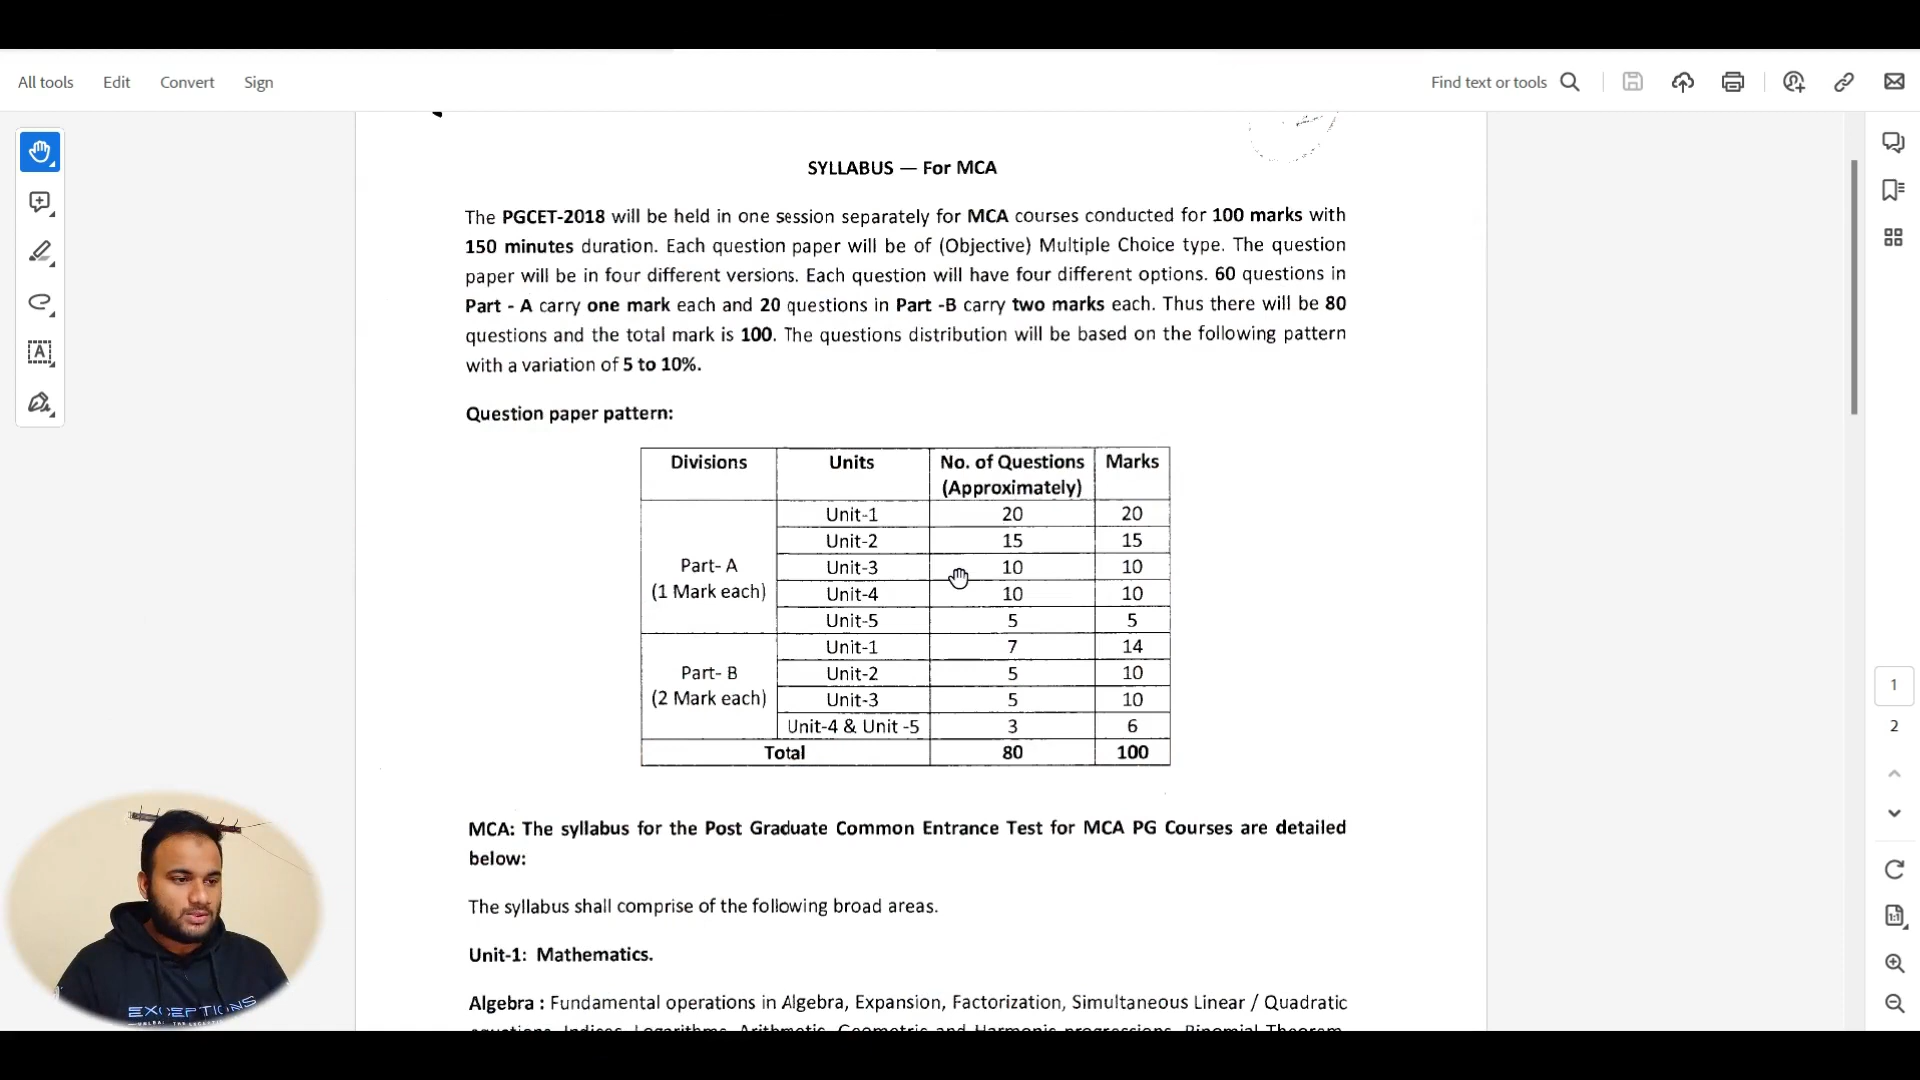 All tools Edit Convert Sign Find text or tools
SYLLABUS — For MCA
The PGCET-2018 will be held in one session separately for MCA courses conducted for 100 marks with
150 minutes duration. Each question paper will be of (Objective) Multiple Choice type. The question
paper will be in four different versions. Each question will have four different options. 60 questions in
Part - A carry one mark each and 20 questions in Part -B carry two marks each. Thus there will be 80
questions and the total mark is 100. The questions distribution will be based on the following pattern
with a variation of 5 to 10%.
Question paper pattern:
Divisions Units No. of Questions Marks
(Approximately)
Unit-1 20 20
Unit-2 15 15
Part- A Unit-3 10 10
(1 Mark each) Unit-4 10 10
Unit-5 5 5
Unit-1 7 14
Part- B Unit-2 5 10
(2 Mark each) Unit-3 5 10
Unit-4 & Unit -5 3 6
Total 80 100
1
2
MCA: The syllabus for the Post Graduate Common Entrance Test for MCA PG Courses are detailed
below:
The syllabus shall comprise of the following broad areas.
Unit-1: Mathematics.
Algebra : Fundamental operations in Algebra, Expansion, Factorization, Simultaneous Linear / Quadratic
equations, Indices, Logarithms, Arithmetic, Geometric and Harmonic progressions, Binomial Theorem,
EXCEPTIONS